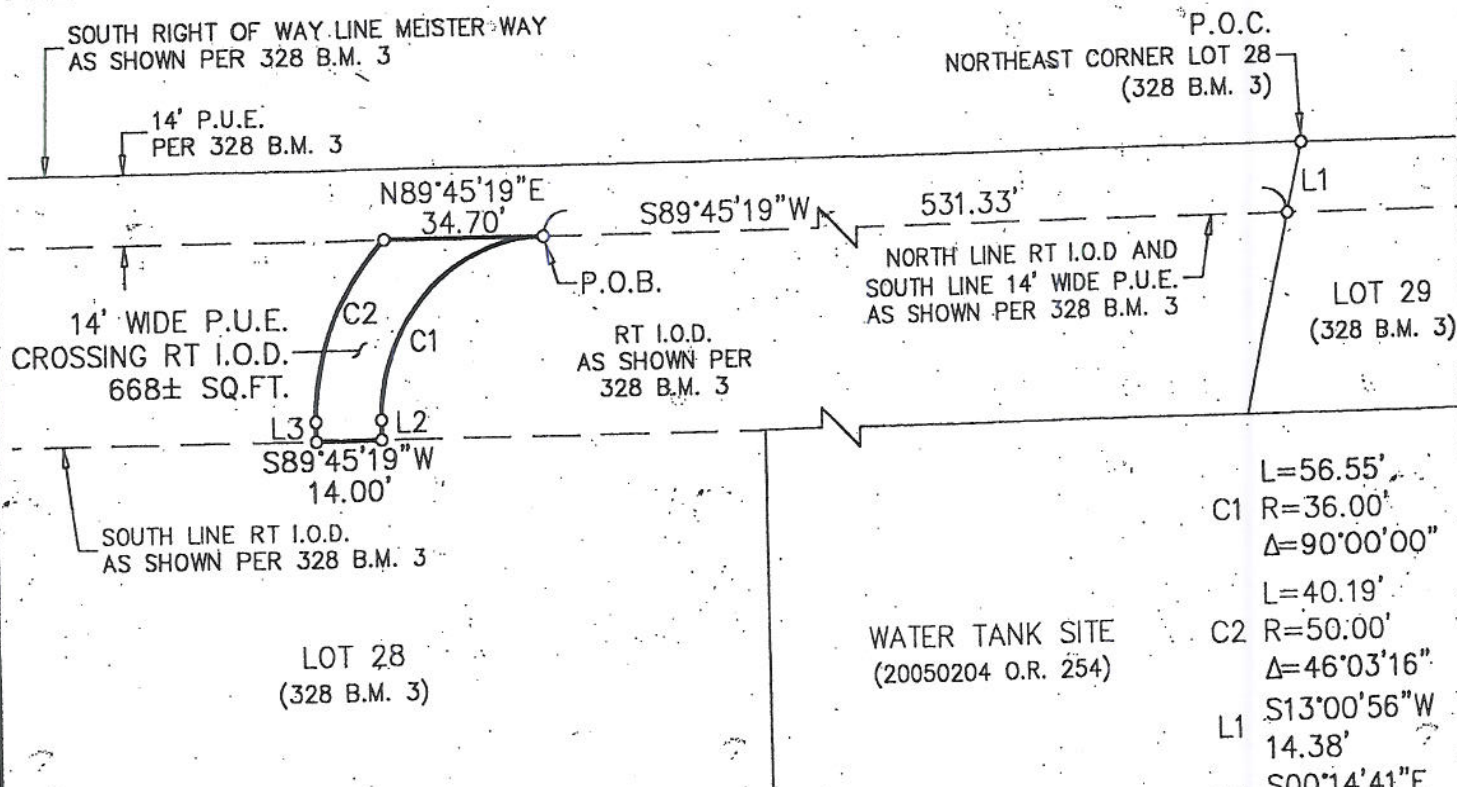 SOUTH RIGHT OF WAY LINE MEISTER WAY
AS SHOWN PER 328 B.M. 3
P.O.C.
NORTHEAST CORNER LOT 28
(328 B.M. 3)
14' P.U.E.
PER 328 B.M. 3
L1
N89°45'19"E
34.70'
S89°45'19"W
531.33'
P.O.B.
NORTH LINE RT I.O.D AND
SOUTH LINE 14' WIDE P.U.E.
AS SHOWN PER 328 B.M. 3
LOT 29
(328 B.M. 3)
14' WIDE P.U.E.
CROSSING RT I.O.D.
668± SQ.FT.
C2
C1
RT I.O.D.
AS SHOWN PER
328 B.M. 3
L3
L2
S89°45'19"W
14.00'
SOUTH LINE RT I.O.D.
AS SHOWN PER 328 B.M. 3
LOT 28
(328 B.M. 3)
WATER TANK SITE
(20050204 O.R. 254)
L=56.55'
C1 R=36.00'
Δ=90°00'00"
L=40.19'
C2 R=50.00'
Δ=46°03'16"
L1 S13°00'56"W
14.38'
S00°14'41"E